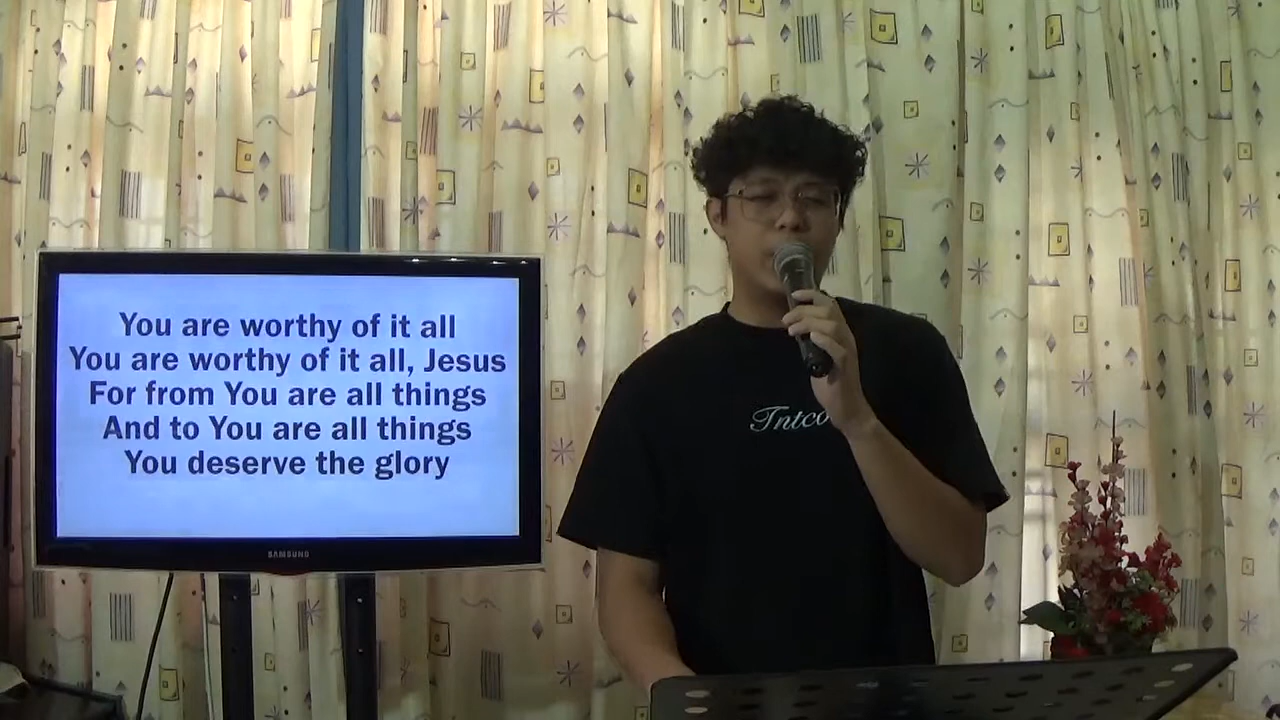 You are worthy of it all
You are worthy of it all, Jesus
For from You are all things
And to You are all things
You deserve the glory
SAMSUNG